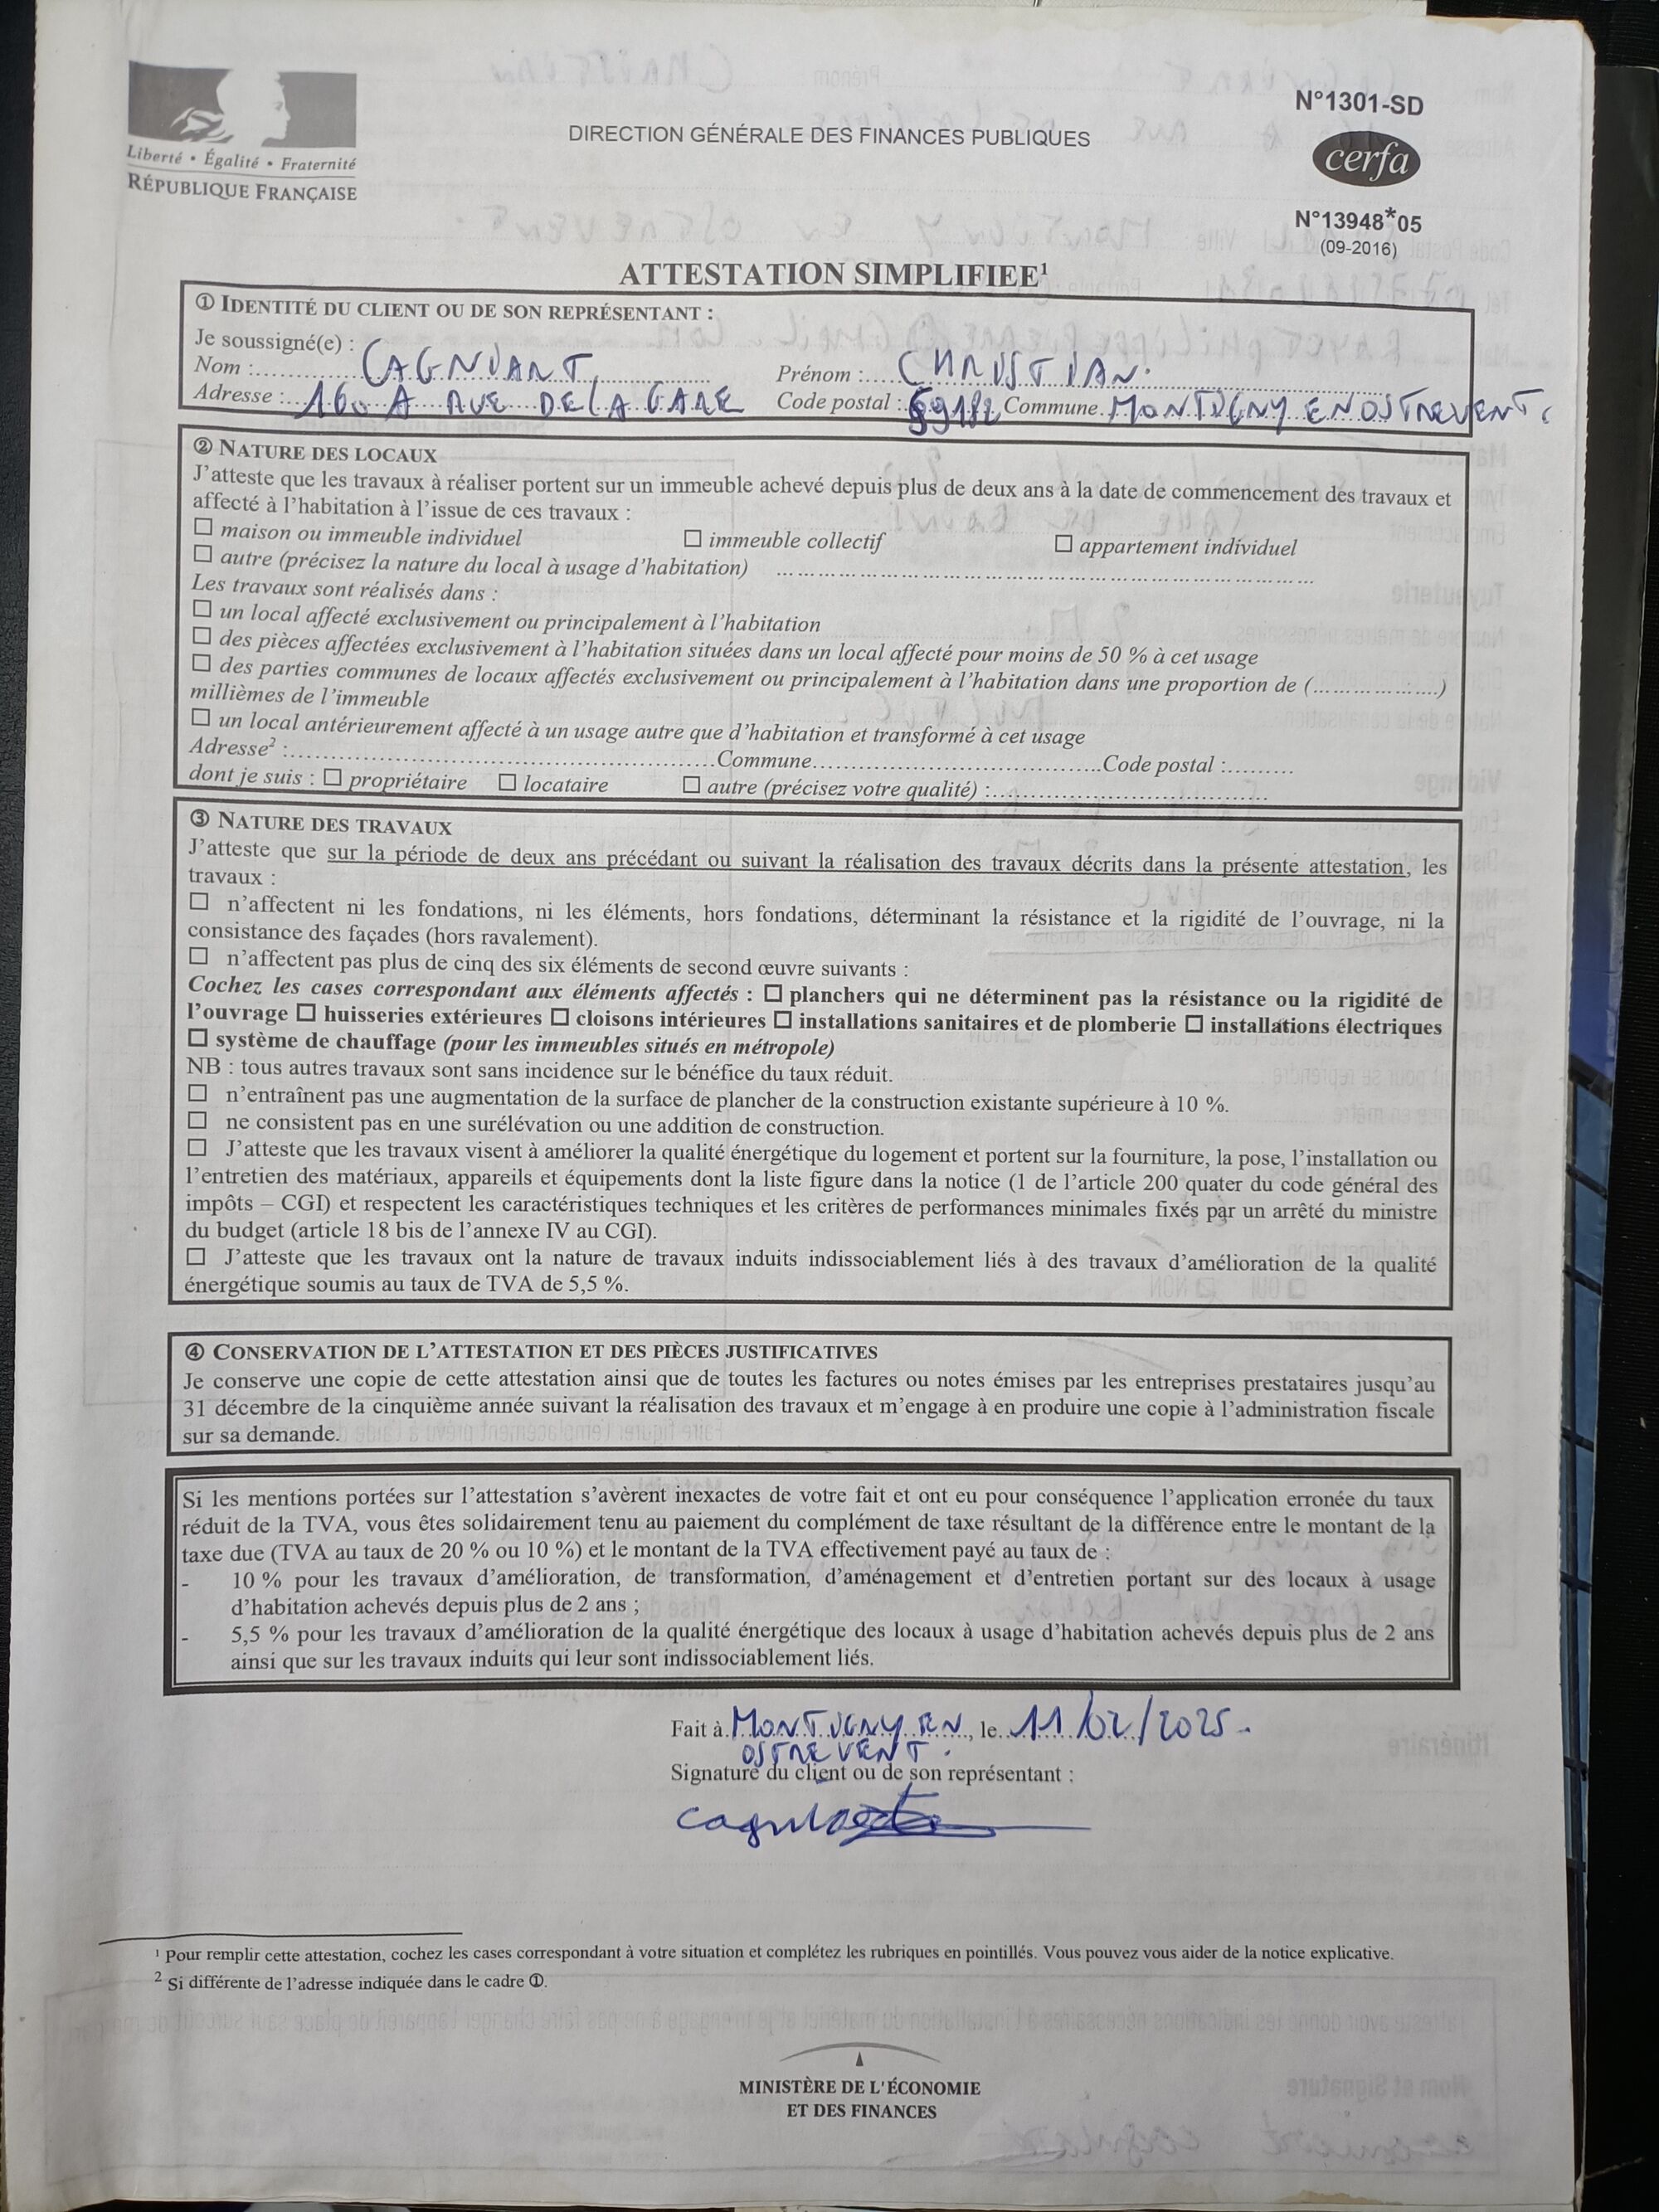 Liberté • Égalité • Fraternité
RÉPUBLIQUE FRANÇAISE
DIRECTION GÉNÉRALE DES FINANCES PUBLIQUES
N°1301-SD
cerfa
N°13948*05
(09-2016)
ATTESTATION SIMPLIFIEE¹
① IDENTITÉ DU CLIENT OU DE SON REPRÉSENTANT :
Je soussigné(e) :
Nom : CAGNIANT Prénom : CHRISTIAN.
Adresse : 160 A RUE DE LA GARE Code postal : 59182 Commune MONTIGNY EN OSTREVENT.
② NATURE DES LOCAUX
J'atteste que les travaux à réaliser portent sur un immeuble achevé depuis plus de deux ans à la date de commencement des travaux et
affecté à l'habitation à l'issue de ces travaux :
☐ maison ou immeuble individuel ☐ immeuble collectif ☐ appartement individuel
☐ autre (précisez la nature du local à usage d'habitation) ..........
Les travaux sont réalisés dans :
☐ un local affecté exclusivement ou principalement à l'habitation
☐ des pièces affectées exclusivement à l'habitation situées dans un local affecté pour moins de 50 % à cet usage
☐ des parties communes de locaux affectés exclusivement ou principalement à l'habitation dans une proportion de (..........)
millièmes de l'immeuble
☐ un local antérieurement affecté à un usage autre que d'habitation et transformé à cet usage
Adresse² :..........Commune..........Code postal :..........
dont je suis : ☐ propriétaire ☐ locataire ☐ autre (précisez votre qualité) :..........
③ NATURE DES TRAVAUX
J'atteste que sur la période de deux ans précédant ou suivant la réalisation des travaux décrits dans la présente attestation, les
travaux :
☐ n'affectent ni les fondations, ni les éléments, hors fondations, déterminant la résistance et la rigidité de l'ouvrage, ni la
consistance des façades (hors ravalement).
☐ n'affectent pas plus de cinq des six éléments de second œuvre suivants :
Cochez les cases correspondant aux éléments affectés : ☐ planchers qui ne déterminent pas la résistance ou la rigidité de
l'ouvrage ☐ huisseries extérieures ☐ cloisons intérieures ☐ installations sanitaires et de plomberie ☐ installations électriques
☐ système de chauffage (pour les immeubles situés en métropole)
NB : tous autres travaux sont sans incidence sur le bénéfice du taux réduit.
☐ n'entraînent pas une augmentation de la surface de plancher de la construction existante supérieure à 10 %.
☐ ne consistent pas en une surélévation ou une addition de construction.
☐ J'atteste que les travaux visent à améliorer la qualité énergétique du logement et portent sur la fourniture, la pose, l'installation ou
l'entretien des matériaux, appareils et équipements dont la liste figure dans la notice (1 de l'article 200 quater du code général des
impôts – CGI) et respectent les caractéristiques techniques et les critères de performances minimales fixés par un arrêté du ministre
du budget (article 18 bis de l'annexe IV au CGI).
☐ J'atteste que les travaux ont la nature de travaux induits indissociablement liés à des travaux d'amélioration de la qualité
énergétique soumis au taux de TVA de 5,5 %.
④ CONSERVATION DE L'ATTESTATION ET DES PIÈCES JUSTIFICATIVES
Je conserve une copie de cette attestation ainsi que de toutes les factures ou notes émises par les entreprises prestataires jusqu'au
31 décembre de la cinquième année suivant la réalisation des travaux et m'engage à en produire une copie à l'administration fiscale
sur sa demande.
Si les mentions portées sur l'attestation s'avèrent inexactes de votre fait et ont eu pour conséquence l'application erronée du taux
réduit de la TVA, vous êtes solidairement tenu au paiement du complément de taxe résultant de la différence entre le montant de la
taxe due (TVA au taux de 20 % ou 10 %) et le montant de la TVA effectivement payé au taux de :
- 10 % pour les travaux d'amélioration, de transformation, d'aménagement et d'entretien portant sur des locaux à usage
d'habitation achevés depuis plus de 2 ans ;
- 5,5 % pour les travaux d'amélioration de la qualité énergétique des locaux à usage d'habitation achevés depuis plus de 2 ans
ainsi que sur les travaux induits qui leur sont indissociablement liés.
Fait à MONTIGNY EN, le 11/02/2025.
OSTREVENT.
Signature du client ou de son représentant :
¹ Pour remplir cette attestation, cochez les cases correspondant à votre situation et complétez les rubriques en pointillés. Vous pouvez vous aider de la notice explicative.
² Si différente de l'adresse indiquée dans le cadre ①.
MINISTÈRE DE L'ÉCONOMIE
ET DES FINANCES